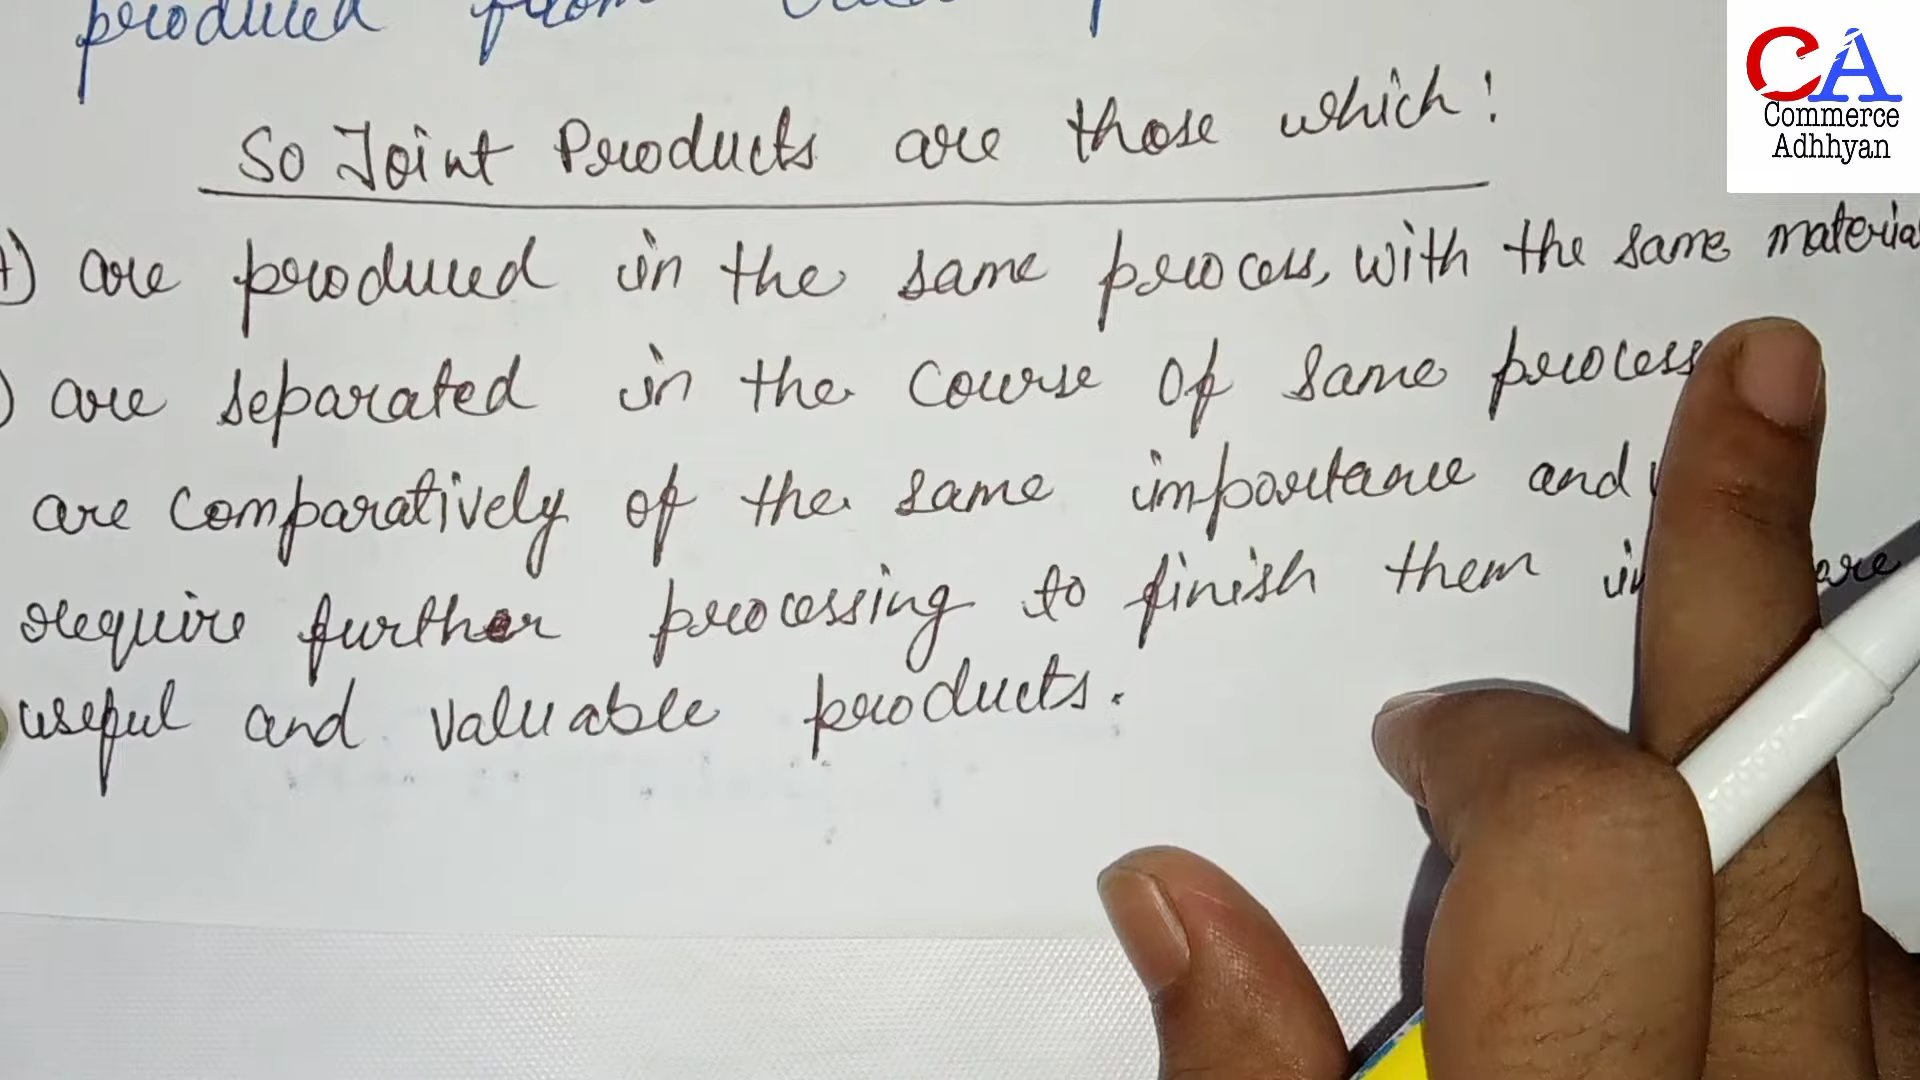 produced from
So Joint Products are those which:
are produced in the same process, with the same material
are separated in the course of same process
are comparatively of the same importance and
require further processing to finish them
useful and valuable products.
CA
Commerce
Adhhyan